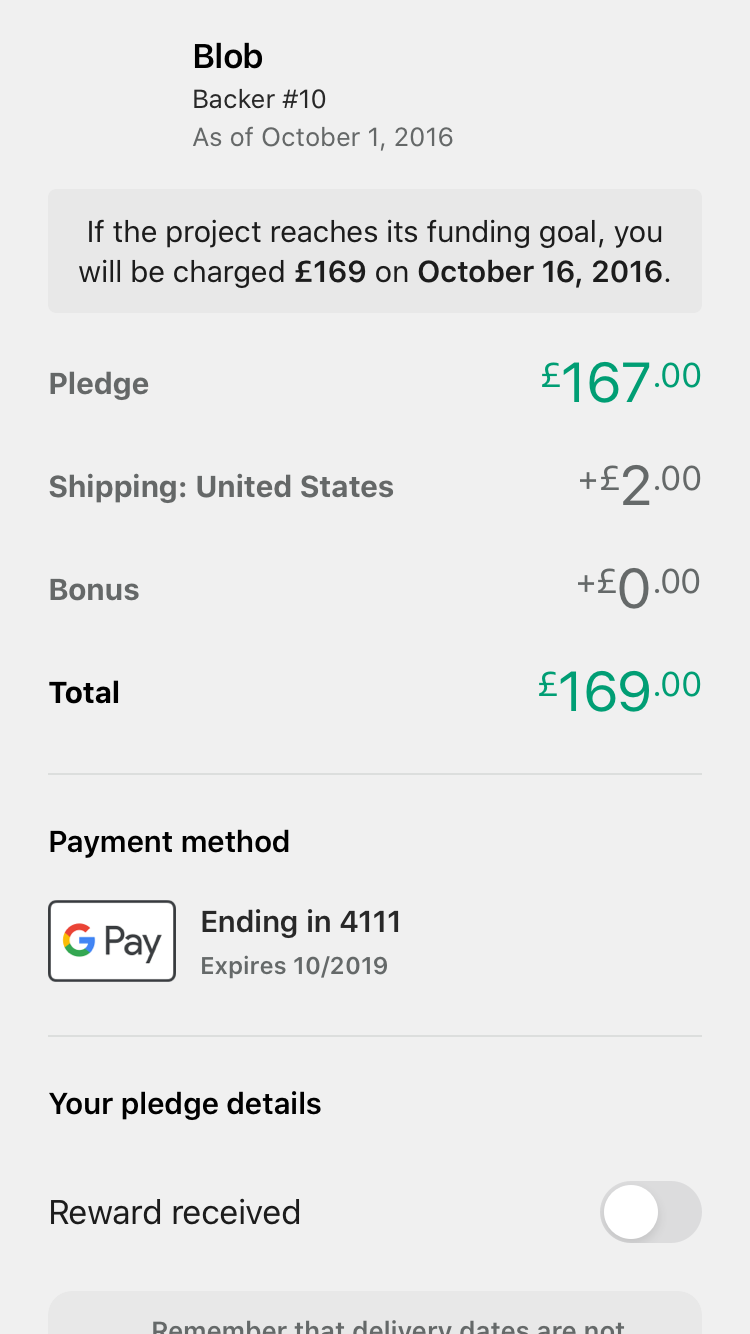 Blob
Backer #10
As of October 1, 2016
If the project reaches its funding goal, you
will be charged £169 on October 16, 2016.
Pledge £167.00
Shipping: United States +£2.00
Bonus +£0.00
Total £169.00
Payment method
G Pay Ending in 4111
Expires 10/2019
Your pledge details
Reward received
Remember that delivery dates are not